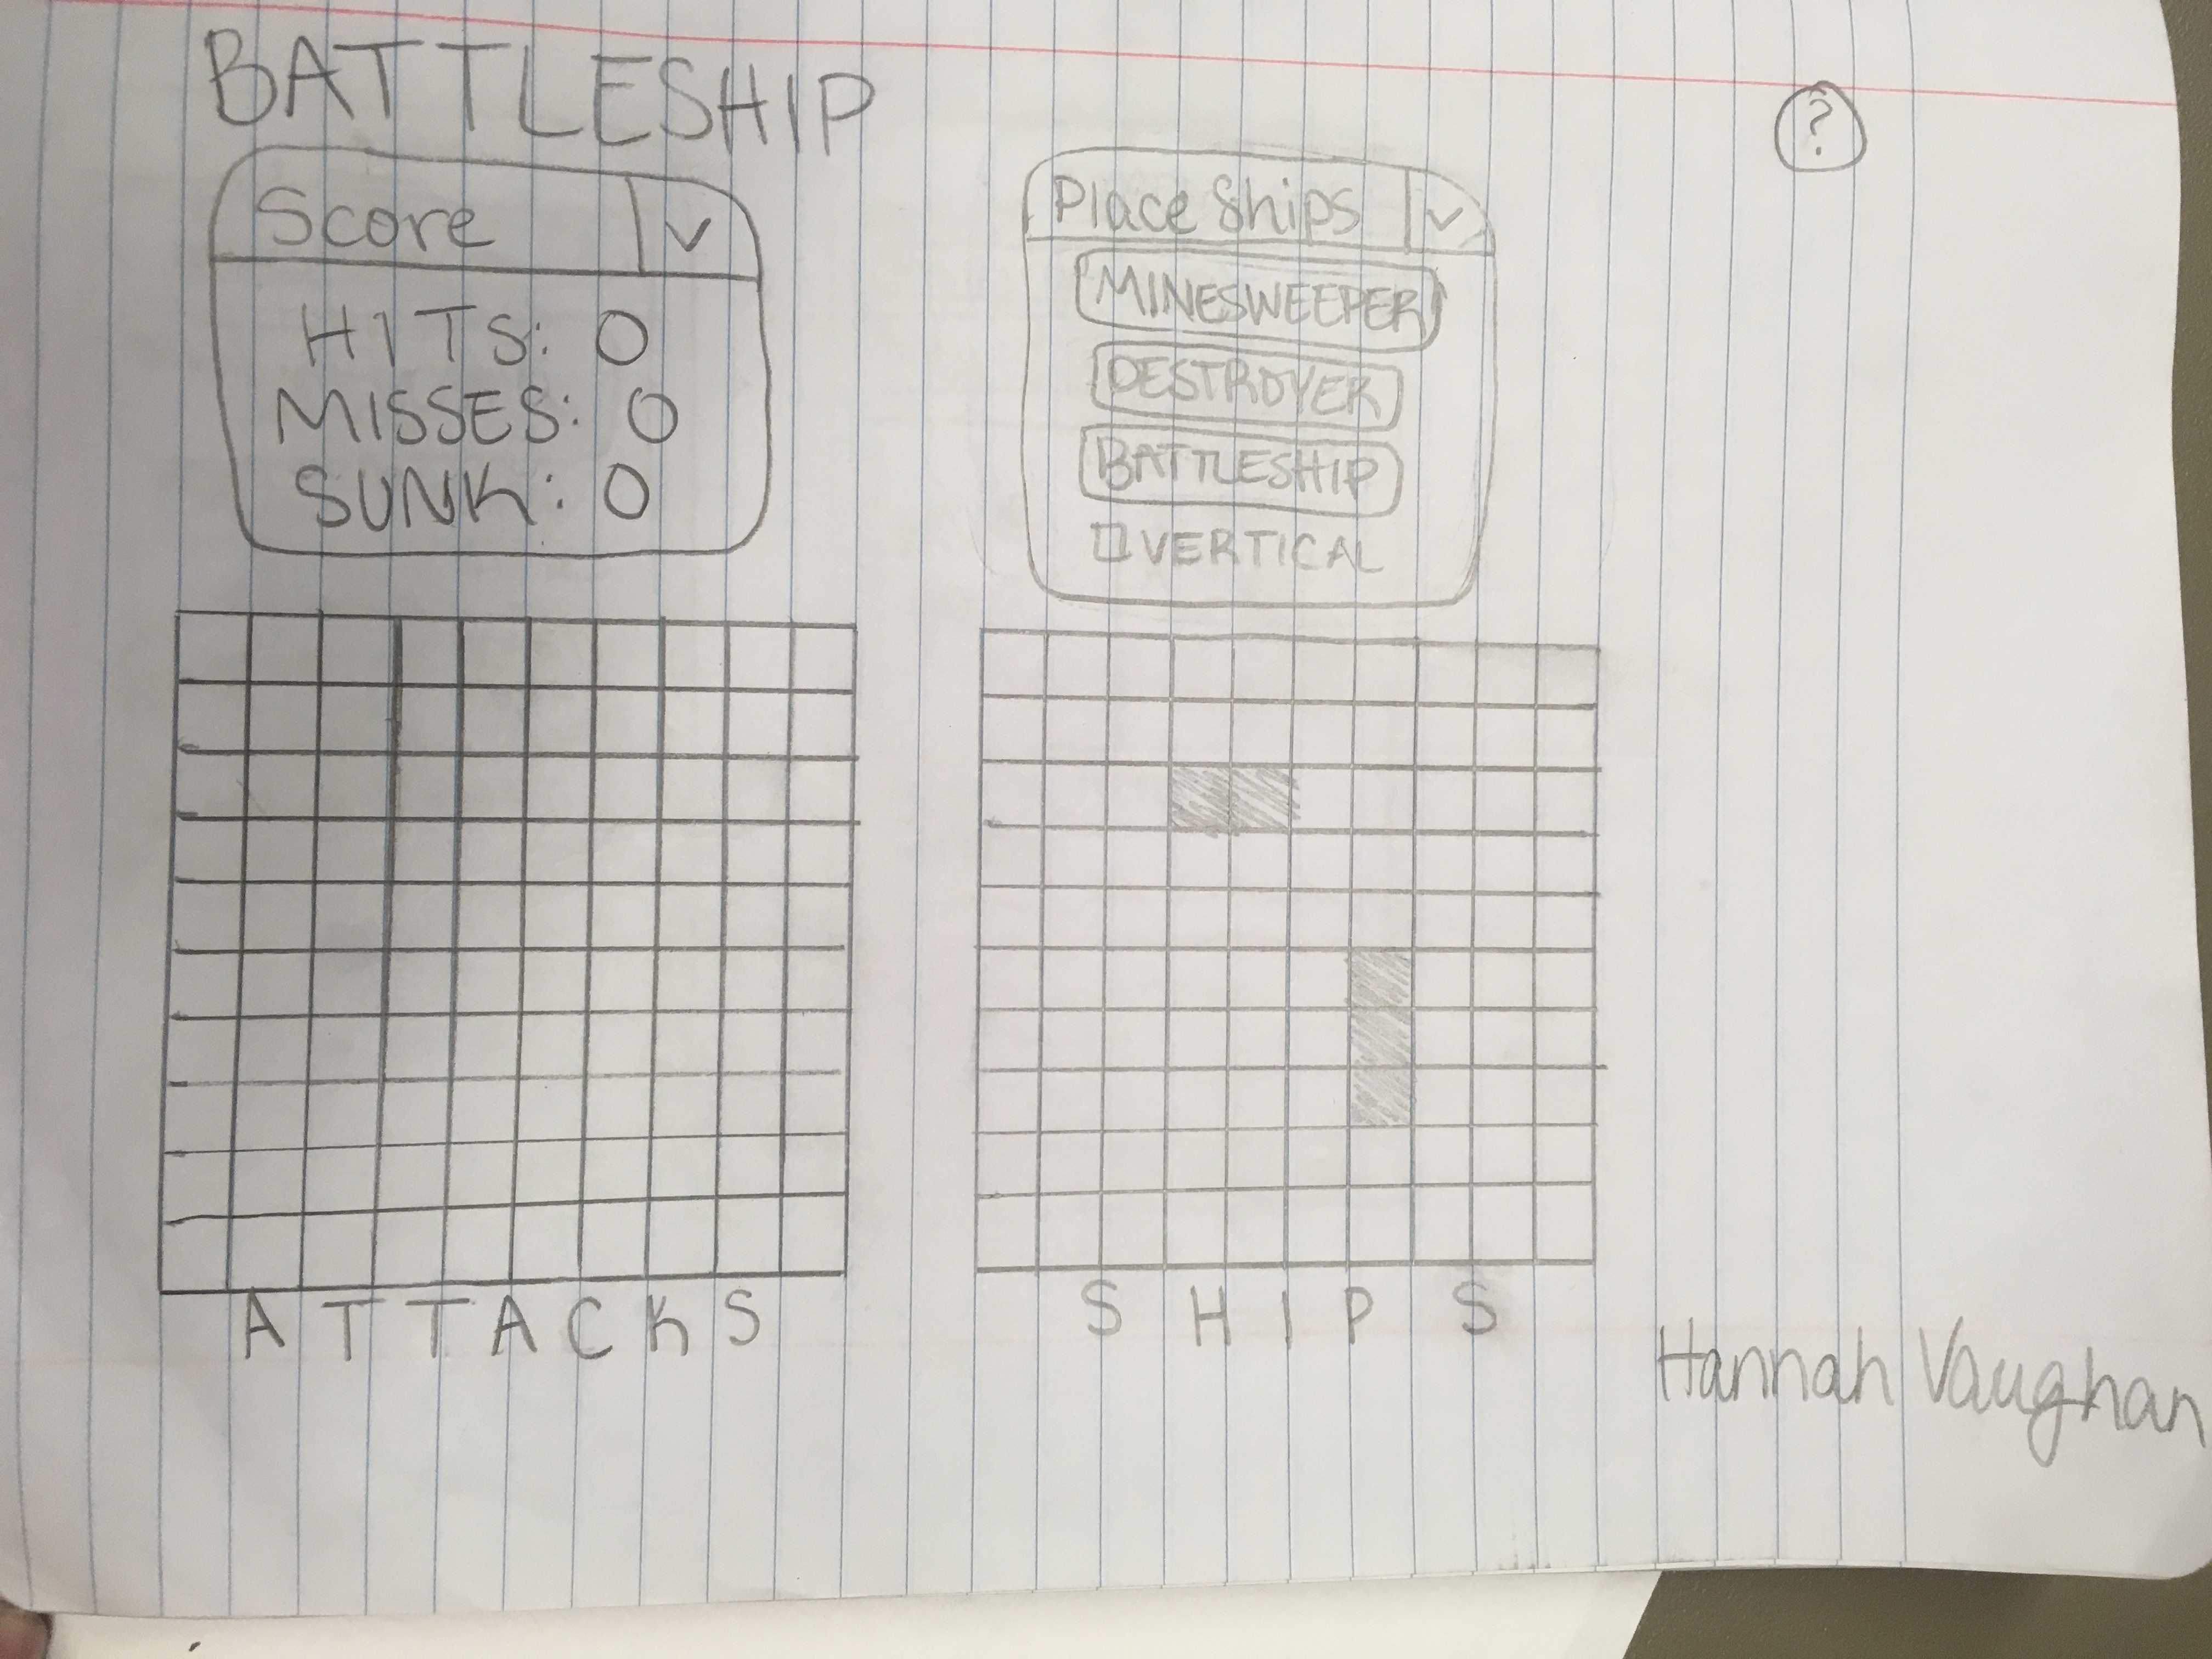 BATTLESHIP
?
Score
HITS: 0
MISSES: 0
SUNK: 0
Place Ships
MINESWEEPER
DESTROYER
BATTLESHIP
VERTICAL
ATTACKS
SHIPS
Hannah Vaughan